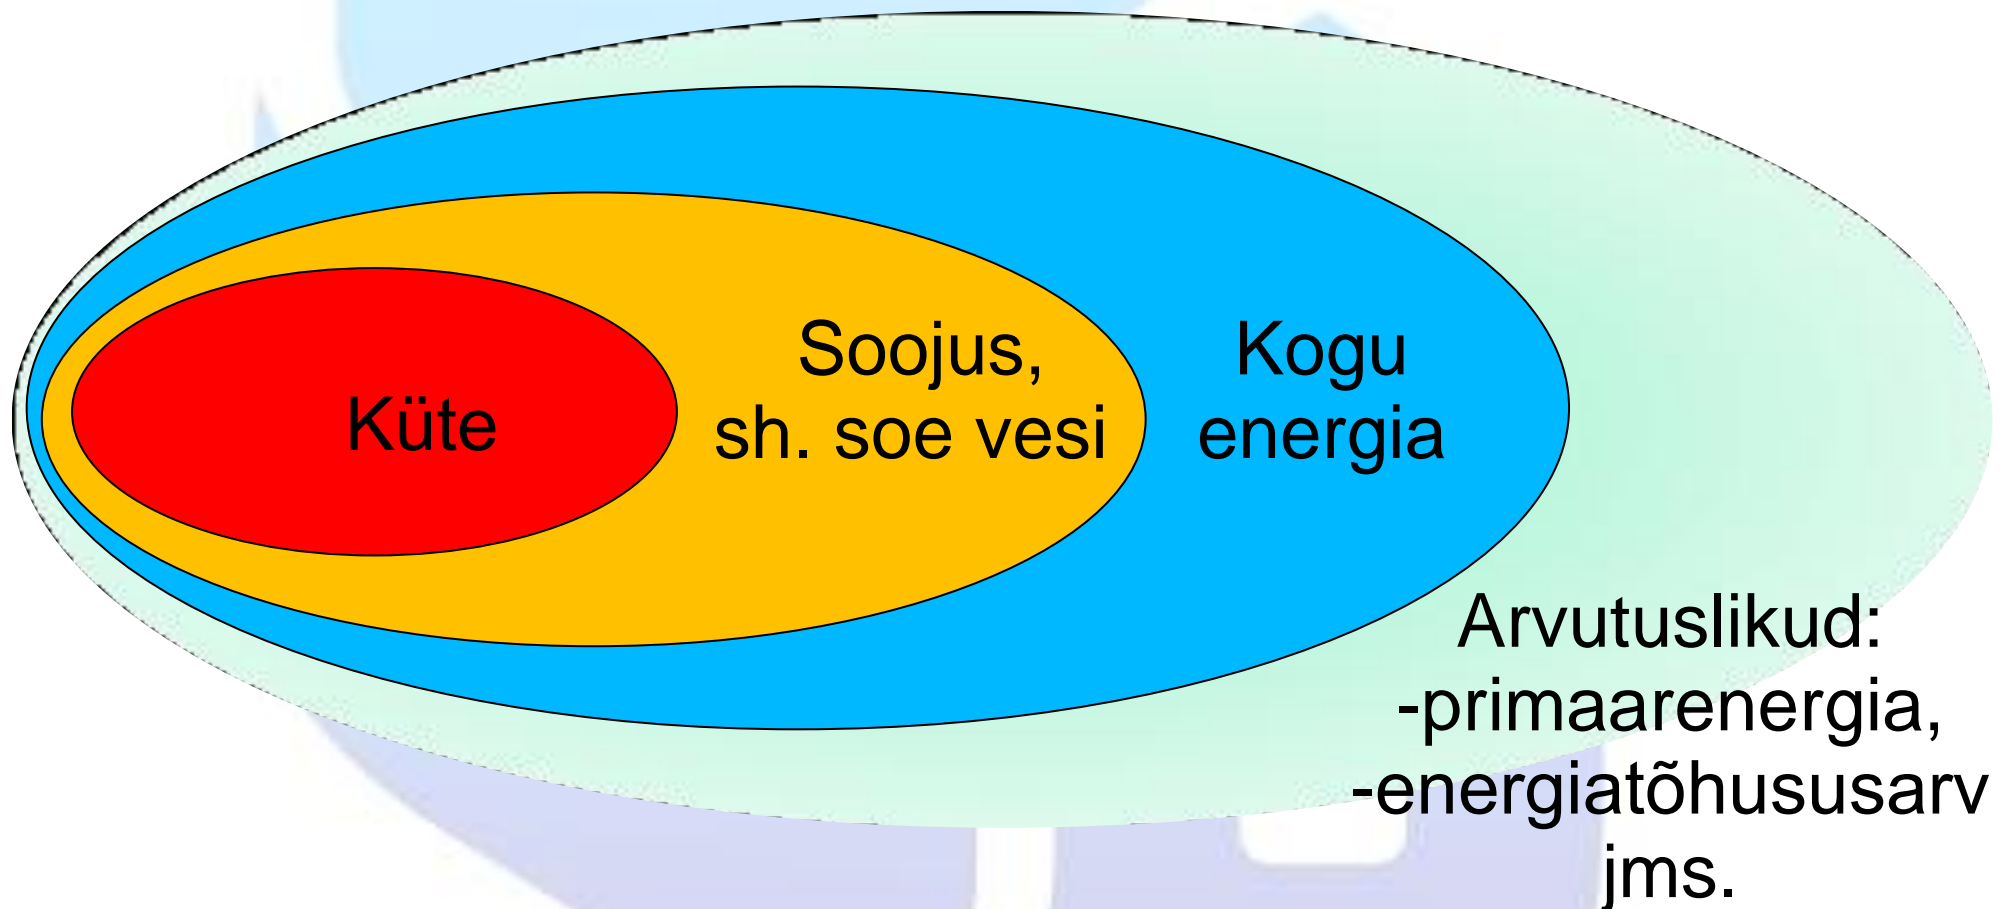 Küte
Soojus,
sh. soe vesi
Kogu
energia
Arvutuslikud:
-primaarenergia,
-energiatõhususarv
jms.